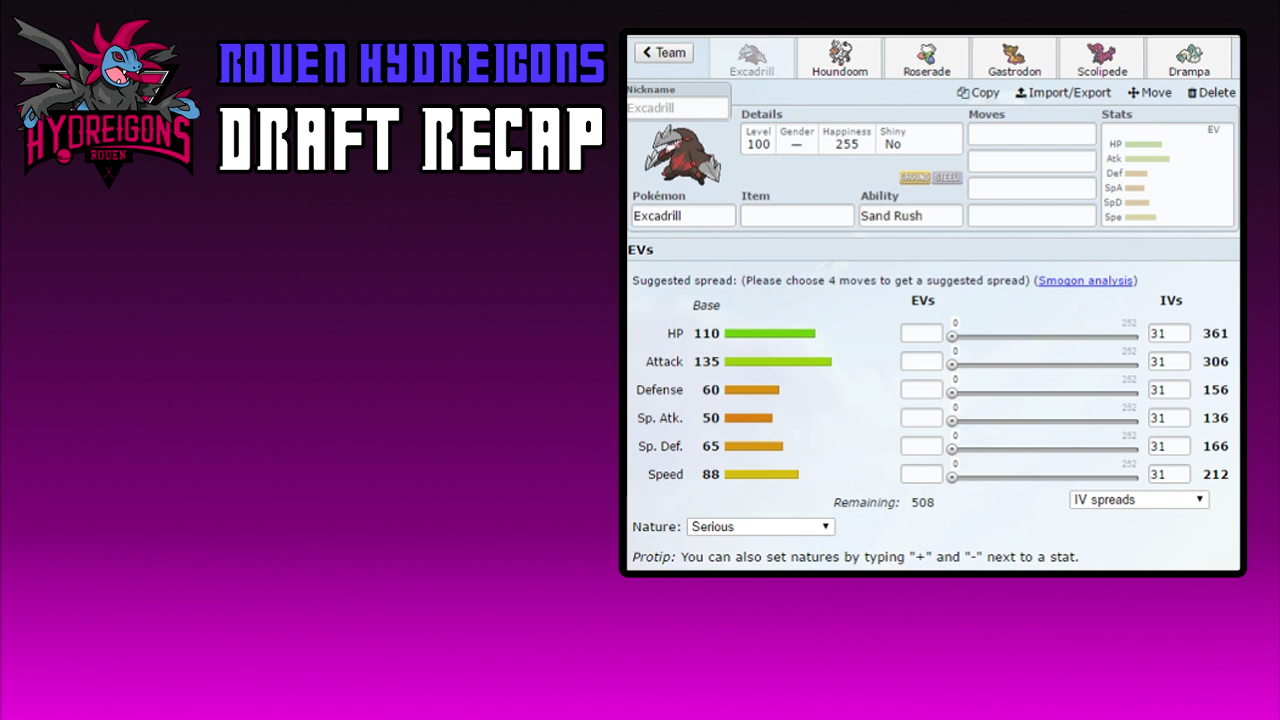 HYDREIGONS
ROUEN
ROUEN HYDREIGONS
DRAFT RECAP
Team
Excadrill
Houndoom
Roserade
Gastrodon
Scolipede
Drampa
Copy Import/Export Move Delete
Nickname
Excadrill
Details
Level Gender Happiness Shiny
100 — 255 No
GROUND STEEL
Pokémon Item Ability
Excadrill Sand Rush
Moves
Stats
EV
HP
Atk
Def
SpA
SpD
Spe
EVs
Suggested spread: (Please choose 4 moves to get a suggested spread) (Smogon analysis)
Base EVs IVs
HP 110 0 252 31 361
Attack 135 0 252 31 306
Defense 60 0 252 31 156
Sp. Atk. 50 0 252 31 136
Sp. Def. 65 0 252 31 166
Speed 88 0 252 31 212
Remaining: 508 IV spreads
Nature: Serious
Protip: You can also set natures by typing "+" and "-" next to a stat.